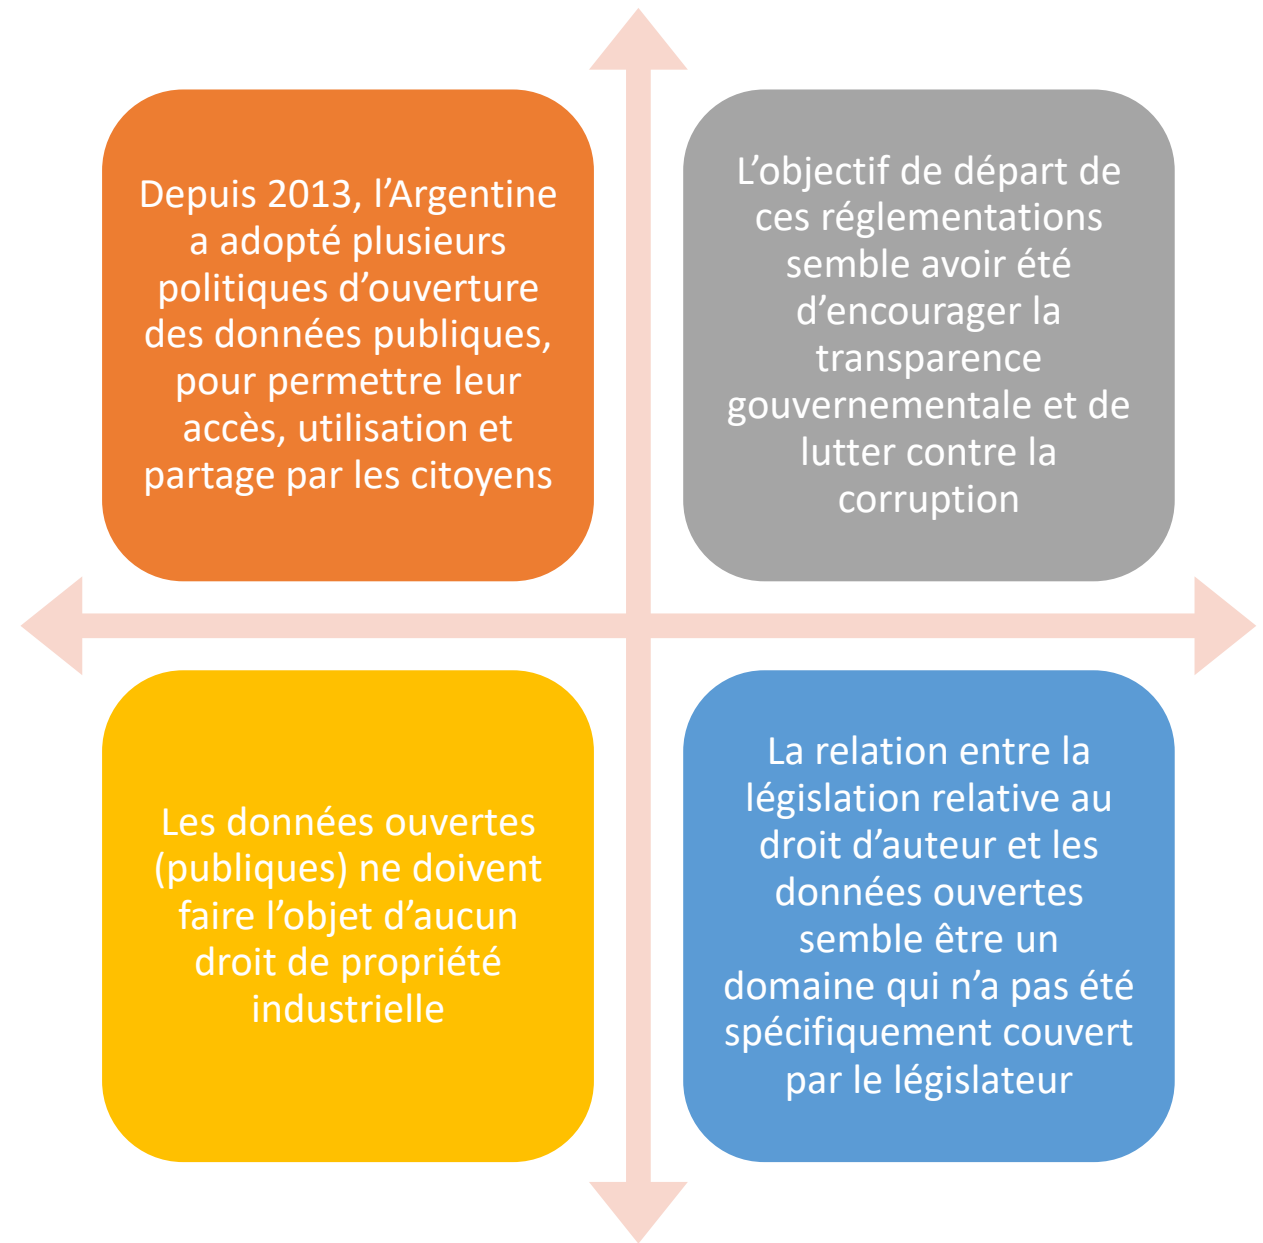 Depuis 2013, l’Argentine
a adopté plusieurs
politiques d’ouverture
des données publiques,
pour permettre leur
accès, utilisation et
partage par les citoyens
L’objectif de départ de
ces réglementations
semble avoir été
d’encourager la
transparence
gouvernementale et de
lutter contre la
corruption
Les données ouvertes
(publiques) ne doivent
faire l’objet d’aucun
droit de propriété
industrielle
La relation entre la
législation relative au
droit d’auteur et les
données ouvertes
semble être un
domaine qui n’a pas été
spécifiquement couvert
par le législateur